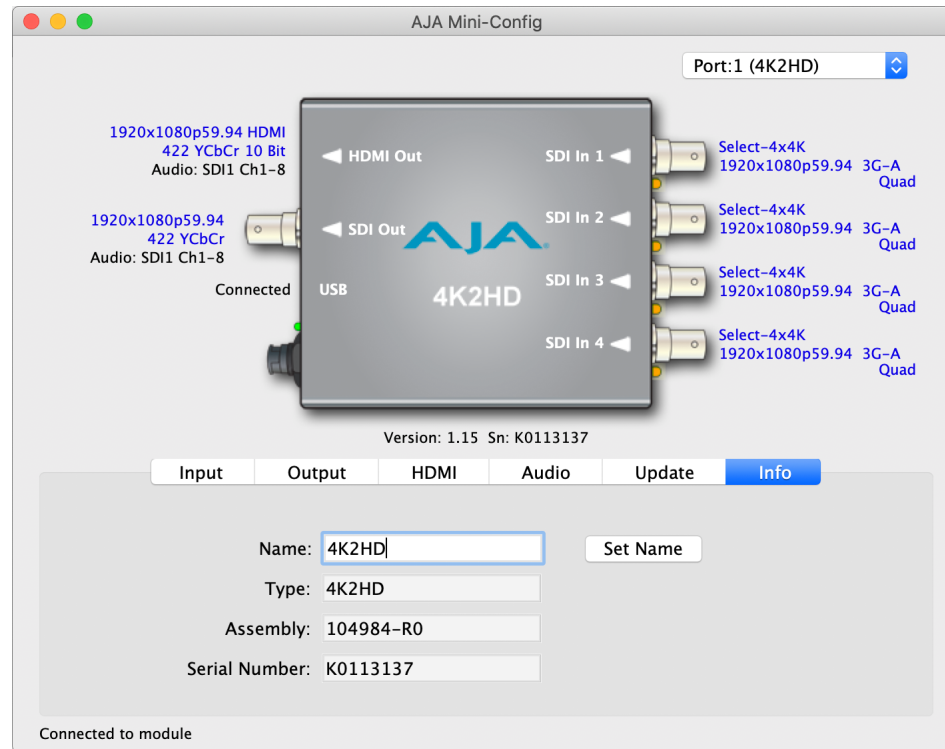 AJA Mini-Config
Port:1 (4K2HD)
1920x1080p59.94 HDMI
422 YCbCr 10 Bit
Audio: SDI1 Ch1-8
1920x1080p59.94
422 YCbCr
Audio: SDI1 Ch1-8
Connected
HDMI Out
SDI Out
USB
AJA
4K2HD
SDI In 1
SDI In 2
SDI In 3
SDI In 4
Select-4x4K
1920x1080p59.94 3G-A
Quad
Select-4x4K
1920x1080p59.94 3G-A
Quad
Select-4x4K
1920x1080p59.94 3G-A
Quad
Select-4x4K
1920x1080p59.94 3G-A
Quad
Version: 1.15 Sn: K0113137
Input Output HDMI Audio Update Info
Name: 4K2HD Set Name
Type: 4K2HD
Assembly: 104984-R0
Serial Number: K0113137
Connected to module